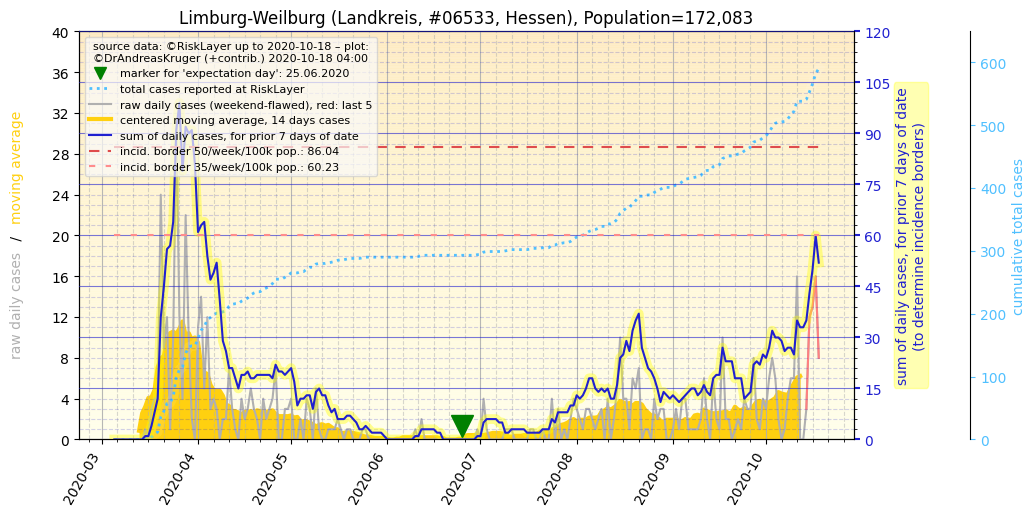 Limburg-Weilburg (Landkreis, #06533, Hessen), Population=172,083
source data: ©RiskLayer up to 2020-10-18 – plot:
©DrAndreasKruger (+contrib.) 2020-10-18 04:00
marker for 'expectation day': 25.06.2020
total cases reported at RiskLayer
raw daily cases (weekend-flawed), red: last 5
centered moving average, 14 days cases
sum of daily cases, for prior 7 days of date
incid. border 50/week/100k pop.: 86.04
incid. border 35/week/100k pop.: 60.23
raw daily cases / moving average
40
36
32
28
24
20
16
12
8
4
0
2020-03
2020-04
2020-05
2020-06
2020-07
2020-08
2020-09
2020-10
120
105
90
75
60
45
30
15
0
sum of daily cases, for prior 7 days of date
(to determine incidence borders)
600
500
400
300
200
100
0
cumulative total cases